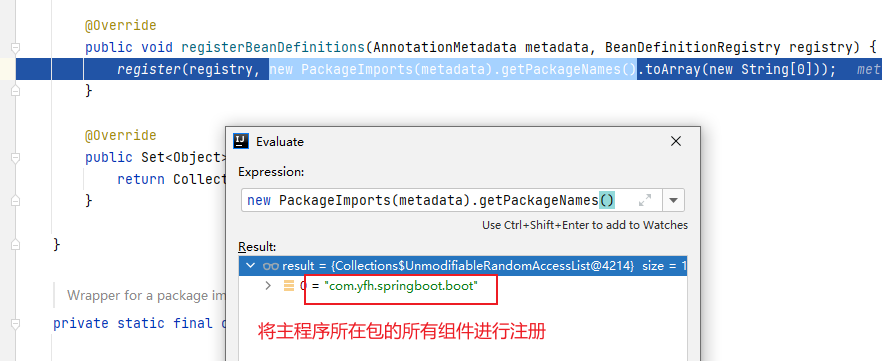 @Override
public void registerBeanDefinitions(AnnotationMetadata metadata, BeanDefinitionRegistry registry) {
register(registry, new PackageImports(metadata).getPackageNames().toArray(new String[0])); met
}
@Override
public Set<Object>
return Collect
}
}
Wrapper for a package im
private static final c
Evaluate
Expression:
new PackageImports(metadata).getPackageNames()
Use Ctrl+Shift+Enter to add to Watches
Result:
result = {Collections$UnmodifiableRandomAccessList@4214} size = 1
0 = "com.yfh.springboot.boot"
将主程序所在包的所有组件进行注册